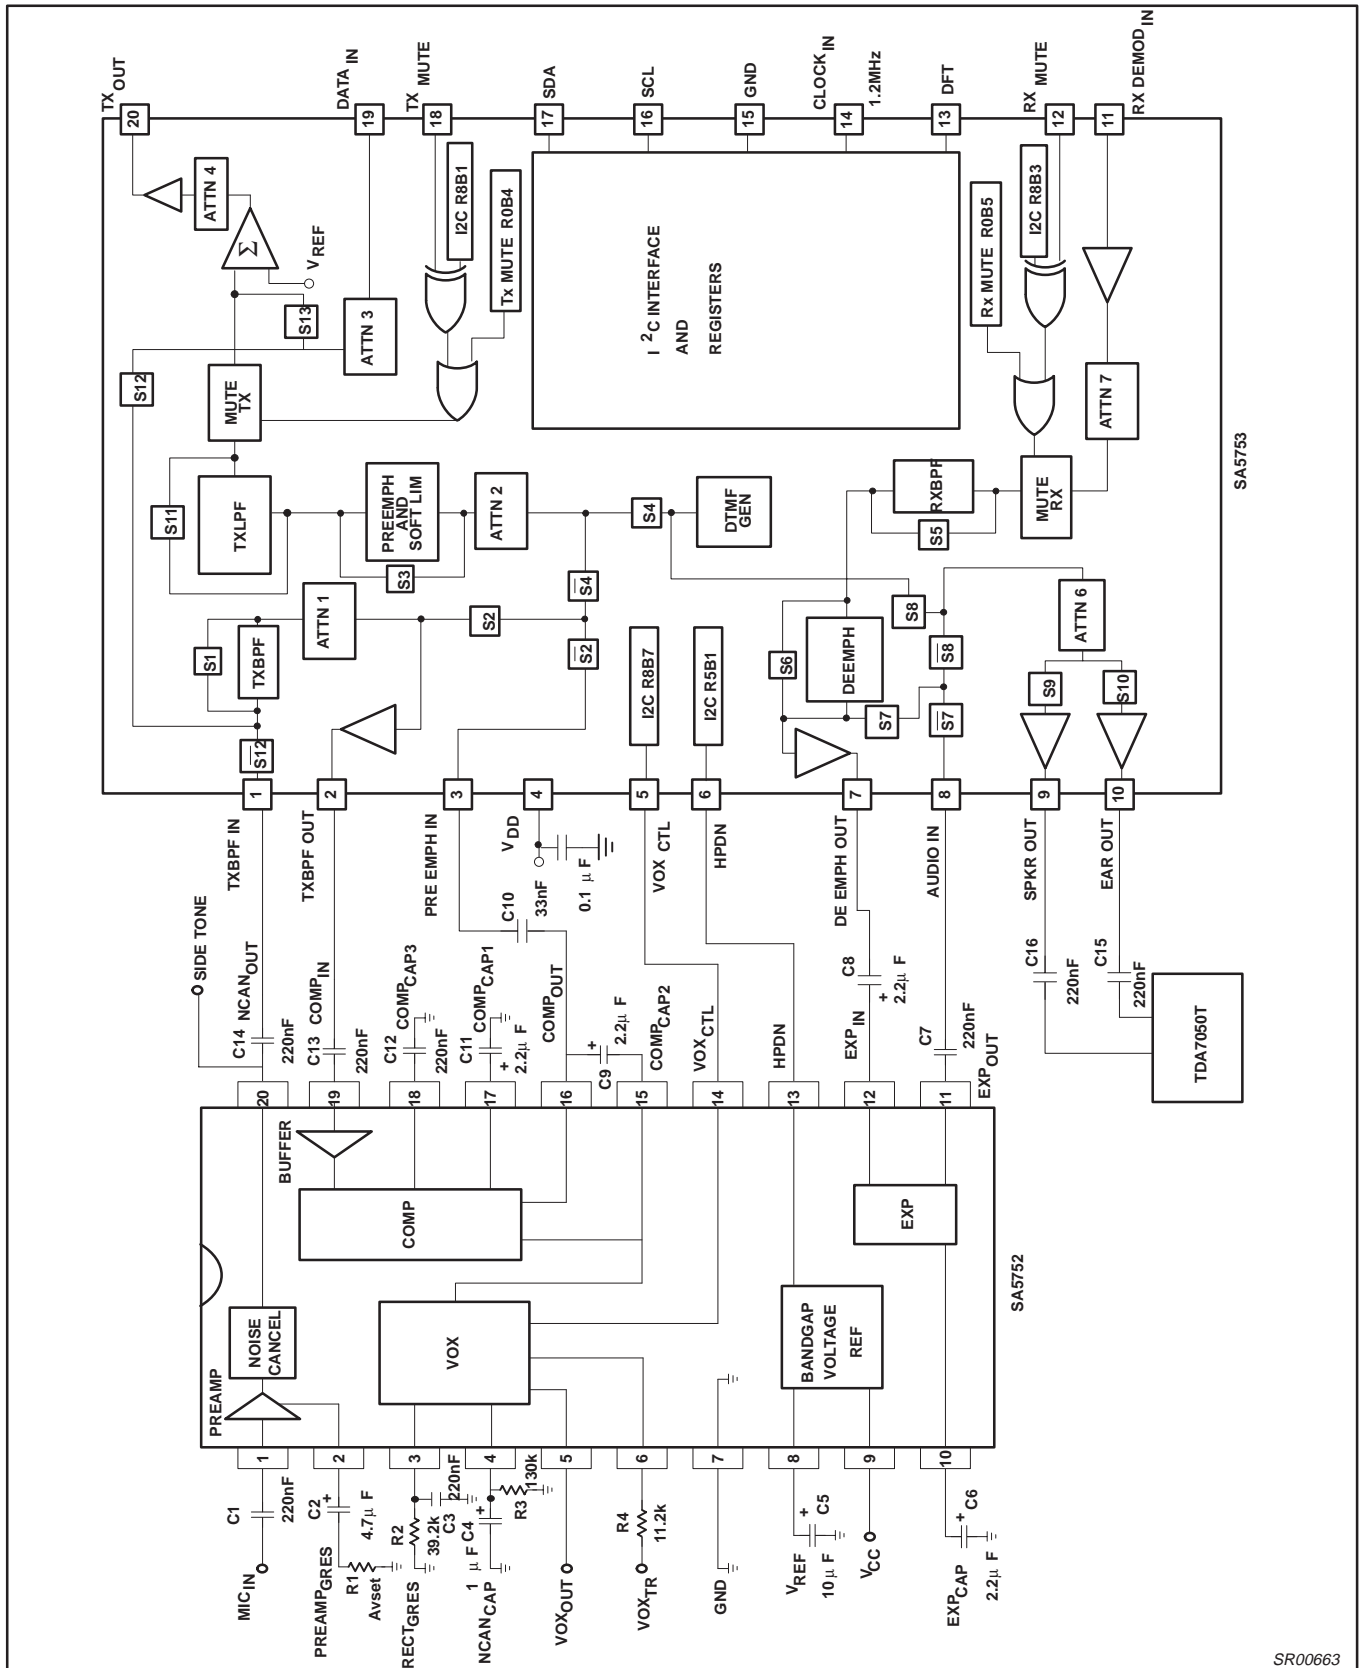 MIC IN
C1
220nF
PREAMP GRES
C2
+
4.7μ F
R1
Avset
RECT GRES
R2
39.2k
C3
220nF
NCAN CAP
1 μ F
C4
+
R3
130k
VOX OUT
VOX TR
R4
11.2k
GND
V REF
10 μ F
+
C5
V CC
EXP CAP
2.2μ F
+
C6
1
2
3
4
5
6
7
8
9
10
PREAMP
NOISE
CANCEL
BUFFER
COMP
VOX
BANDGAP
VOLTAGE
REF
EXP
SA5752
20
19
18
17
16
15
14
13
12
11
SIDE TONE
C14
220nF
NCAN OUT
C13
220nF
COMP IN
C12
220nF
COMP CAP3
C11
+
2.2μ F
COMP CAP1
C10
33nF
COMP OUT
C9
+
2.2μ F
COMP CAP2
VOX CTL
HPDN
EXP IN
C8
+
2.2μ F
C7
220nF
EXP OUT
C16
220nF
C15
220nF
TDA7050T
TXBPF IN
TXBPF OUT
PRE EMPH IN
V DD
0.1 μ F
VOX CTL
HPDN
DE EMPH OUT
AUDIO IN
SPKR OUT
EAR OUT
1
2
3
4
5
6
7
8
9
10
S12
TXBPF
S1
ATTN 1
S2
S2
S4
S4
S12
TXLPF
S11
PREEMPH
AND
SOFT LIM
S3
ATTN 2
DTMF
GEN
MUTE
TX
S13
ATTN 3
Σ
V REF
ATTN 4
I2C R8B1
Tx MUTE R0B4
I 2 C INTERFACE
AND
REGISTERS
I2C R8B7
I2C R5B1
S6
DEEMPH
S7
S7
S8
S8
RXBPF
S5
MUTE
RX
Rx MUTE R0B5
I2C R8B3
ATTN 7
ATTN 6
S9
S10
SA5753
TX OUT
20
DATA IN
19
TX MUTE
18
SDA
17
SCL
16
GND
15
CLOCK IN
1.2MHz
14
DFT
13
RX MUTE
12
RX DEMOD IN
11
SR00663